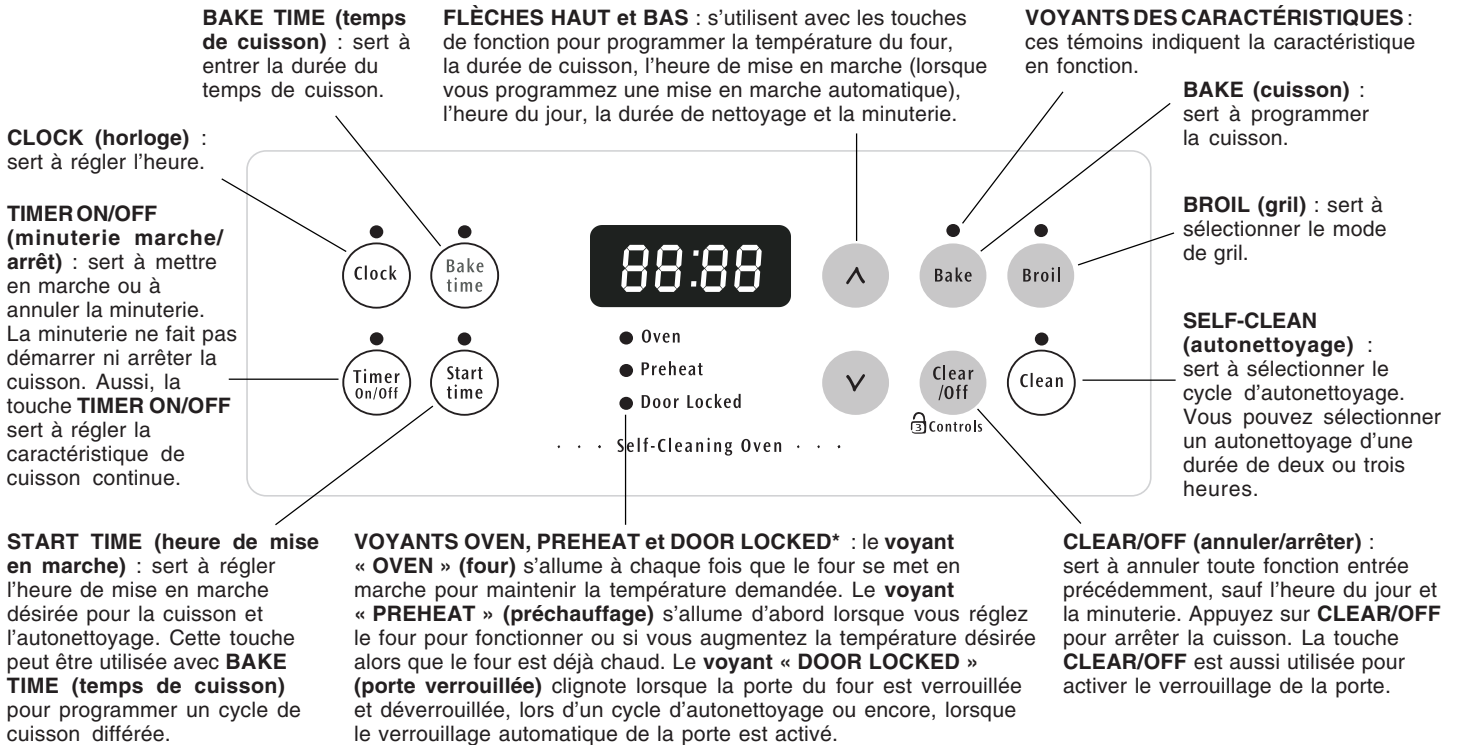 BAKE TIME (temps
de cuisson) : sert à
entrer la durée du
temps de cuisson.
FLÈCHES HAUT et BAS : s’utilisent avec les touches
de fonction pour programmer la température du four,
la durée de cuisson, l’heure de mise en marche (lorsque
vous programmez une mise en marche automatique),
l’heure du jour, la durée de nettoyage et la minuterie.
VOYANTS DES CARACTÉRISTIQUES :
ces témoins indiquent la caractéristique
en fonction.
BAKE (cuisson) :
sert à programmer
la cuisson.
CLOCK (horloge) :
sert à régler l’heure.
TIMER ON/OFF
(minuterie marche/
arrêt) : sert à mettre
en marche ou à
annuler la minuterie.
La minuterie ne fait pas
démarrer ni arrêter la
cuisson. Aussi, la
touche TIMER ON/OFF
sert à régler la
caractéristique de
cuisson continue.
BROIL (gril) : sert à
sélectionner le mode
de gril.
SELF-CLEAN
(autonettoyage) :
sert à sélectionner le
cycle d’autonettoyage.
Vous pouvez sélectionner
un autonettoyage d’une
durée de deux ou trois
heures.
Clock
Bake
time
88:88
Bake
Broil
Timer
On/Off
Start
time
Oven
Preheat
Door Locked
Clear
/Off
Clean
3 Controls
· · · Self-Cleaning Oven · · ·
START TIME (heure de mise
en marche) : sert à régler
l’heure de mise en marche
désirée pour la cuisson et
l’autonettoyage. Cette touche
peut être utilisée avec BAKE
TIME (temps de cuisson)
pour programmer un cycle de
cuisson différée.
VOYANTS OVEN, PREHEAT et DOOR LOCKED* : le voyant
« OVEN » (four) s’allume à chaque fois que le four se met en
marche pour maintenir la température demandée. Le voyant
« PREHEAT » (préchauffage) s’allume d’abord lorsque vous réglez
le four pour fonctionner ou si vous augmentez la température désirée
alors que le four est déjà chaud. Le voyant « DOOR LOCKED »
(porte verrouillée) clignote lorsque la porte du four est verrouillée
et déverrouillée, lors d’un cycle d’autonettoyage ou encore, lorsque
le verrouillage automatique de la porte est activé.
CLEAR/OFF (annuler/arrêter) :
sert à annuler toute fonction entrée
précédemment, sauf l’heure du jour et
la minuterie. Appuyez sur CLEAR/OFF
pour arrêter la cuisson. La touche
CLEAR/OFF est aussi utilisée pour
activer le verrouillage de la porte.